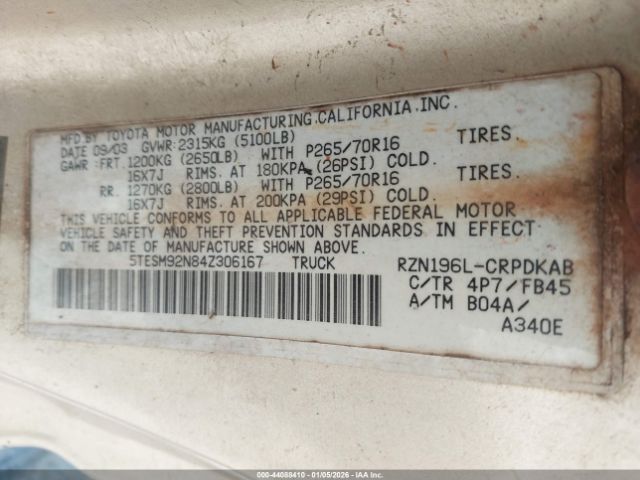 MFD BY TOYOTA MOTOR MANUFACTURING,CALIFORNIA,INC.
DATE 09/03 GVWR:2315KG (5100LB)
GAWR :FRT.1200KG (2650LB) WITH P265/70R16 TIRES.
16X7J RIMS. AT 180KPA (26PSI) COLD.
RR. 1270KG (2800LB) WITH P265/70R16 TIRES.
16X7J RIMS. AT 200KPA (29PSI) COLD.
THIS VEHICLE CONFORMS TO ALL APPLICABLE FEDERAL MOTOR
VEHICLE SAFETY AND THEFT PREVENTION STANDARDS IN EFFECT
ON THE DATE OF MANUFACTURE SHOWN ABOVE.
5TESM92N84Z306167 TRUCK RZN196L-CRPDKAB
C/TR 4P7/FB45
A/TM B04A/
A340E
000-44088410 - 01/05/2026 - IAA Inc.